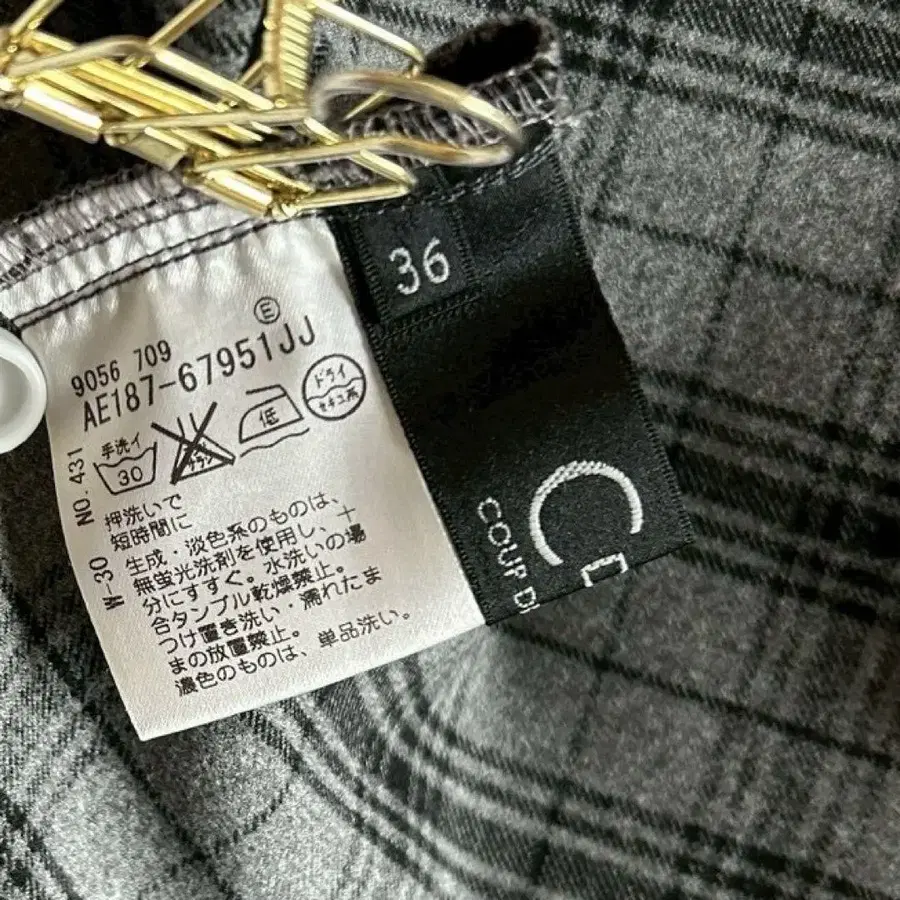 36
E
9056 709
AE187-67951JJ
手洗イ
30
低
ドライ
NO. 431
W-30
押洗いで
短時間に
生成・淡色系のものは、
無蛍光洗剤を使用し、十
分にすすぐ。水洗いの場
合タンブル乾燥禁止。
つけ置き洗い・濡れたま
まの放置禁止。
濃色のものは、単品洗い。
C
COUP D